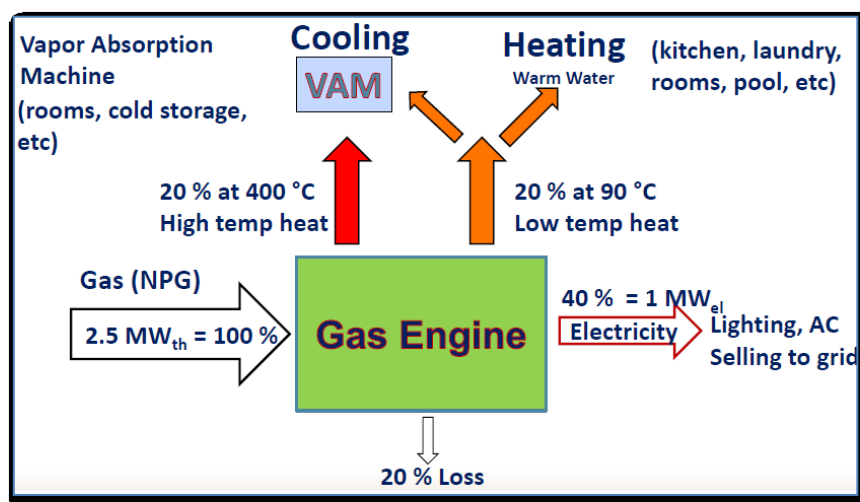 Vapor Absorption
Machine
(rooms, cold storage,
etc)
Cooling
VAM
Heating
Warm Water
(kitchen, laundry,
rooms, pool, etc)
20 % at 400 °C
High temp heat
20 % at 90 °C
Low temp heat
Gas (NPG)
2.5 MWth = 100 %
Gas Engine
40 % = 1 MWel
Electricity
Lighting, AC
Selling to grid
20 % Loss